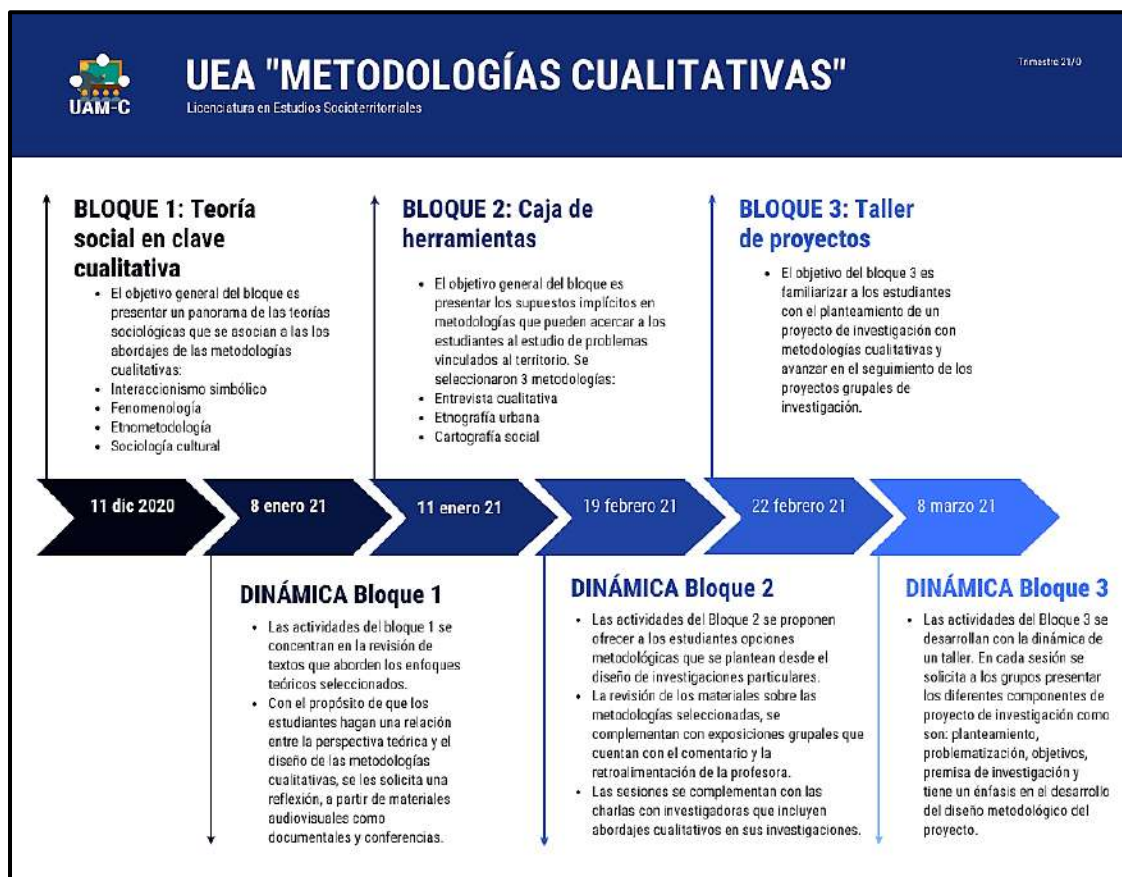 UAM-C
UEA "METODOLOGÍAS CUALITATIVAS"
Licenciatura en Estudios Socioterritorriales
Trimestre 21/O
BLOQUE 1: Teoría
social en clave
cualitativa
• El objetivo general del bloque es
presentar un panorama de las teorías
sociológicas que se asocian a las los
abordajes de las metodologías
cualitativas:
• Interaccionismo simbólico
• Fenomenología
• Etnometodología
• Sociología cultural
BLOQUE 2: Caja de
herramientas
• El objetivo general del bloque es
presentar los supuestos implícitos en
metodologías que pueden acercar a los
estudiantes al estudio de problemas
vinculados al territorio. Se
seleccionaron 3 metodologías:
• Entrevista cualitativa
• Etnografía urbana
• Cartografía social
BLOQUE 3: Taller
de proyectos
• El objetivo del bloque 3 es
familiarizar a los estudiantes
con el planteamiento de un
proyecto de investigación con
metodologías cualitativas y
avanzar en el seguimiento de los
proyectos grupales de
investigación.
11 dic 2020
8 enero 21
11 enero 21
19 febrero 21
22 febrero 21
8 marzo 21
DINÁMICA Bloque 1
• Las actividades del bloque 1 se
concentran en la revisión de
textos que aborden los enfoques
teóricos seleccionados.
• Con el propósito de que los
estudiantes hagan una relación
entre la perspectiva teórica y el
diseño de las metodologías
cualitativas, se les solicita una
reflexión, a partir de materiales
audiovisuales como
documentales y conferencias.
DINÁMICA Bloque 2
• Las actividades del Bloque 2 se proponen
ofrecer a los estudiantes opciones
metodológicas que se plantean desde el
diseño de investigaciones particulares.
• La revisión de los materiales sobre las
metodologías seleccionadas, se
complementan con exposiciones grupales que
cuentan con el comentario y la
retroalimentación de la profesora.
• Las sesiones se complementan con las
charlas con investigadoras que incluyen
abordajes cualitativos en sus investigaciones.
DINÁMICA Bloque 3
• Las actividades del Bloque 3 se
desarrollan con la dinámica de
un taller. En cada sesión se
solicita a los grupos presentar
los diferentes componentes de
proyecto de investigación como
son: planteamiento,
problematización, objetivos,
premisa de investigación y
tiene un énfasis en el desarrollo
del diseño metodológico del
proyecto.